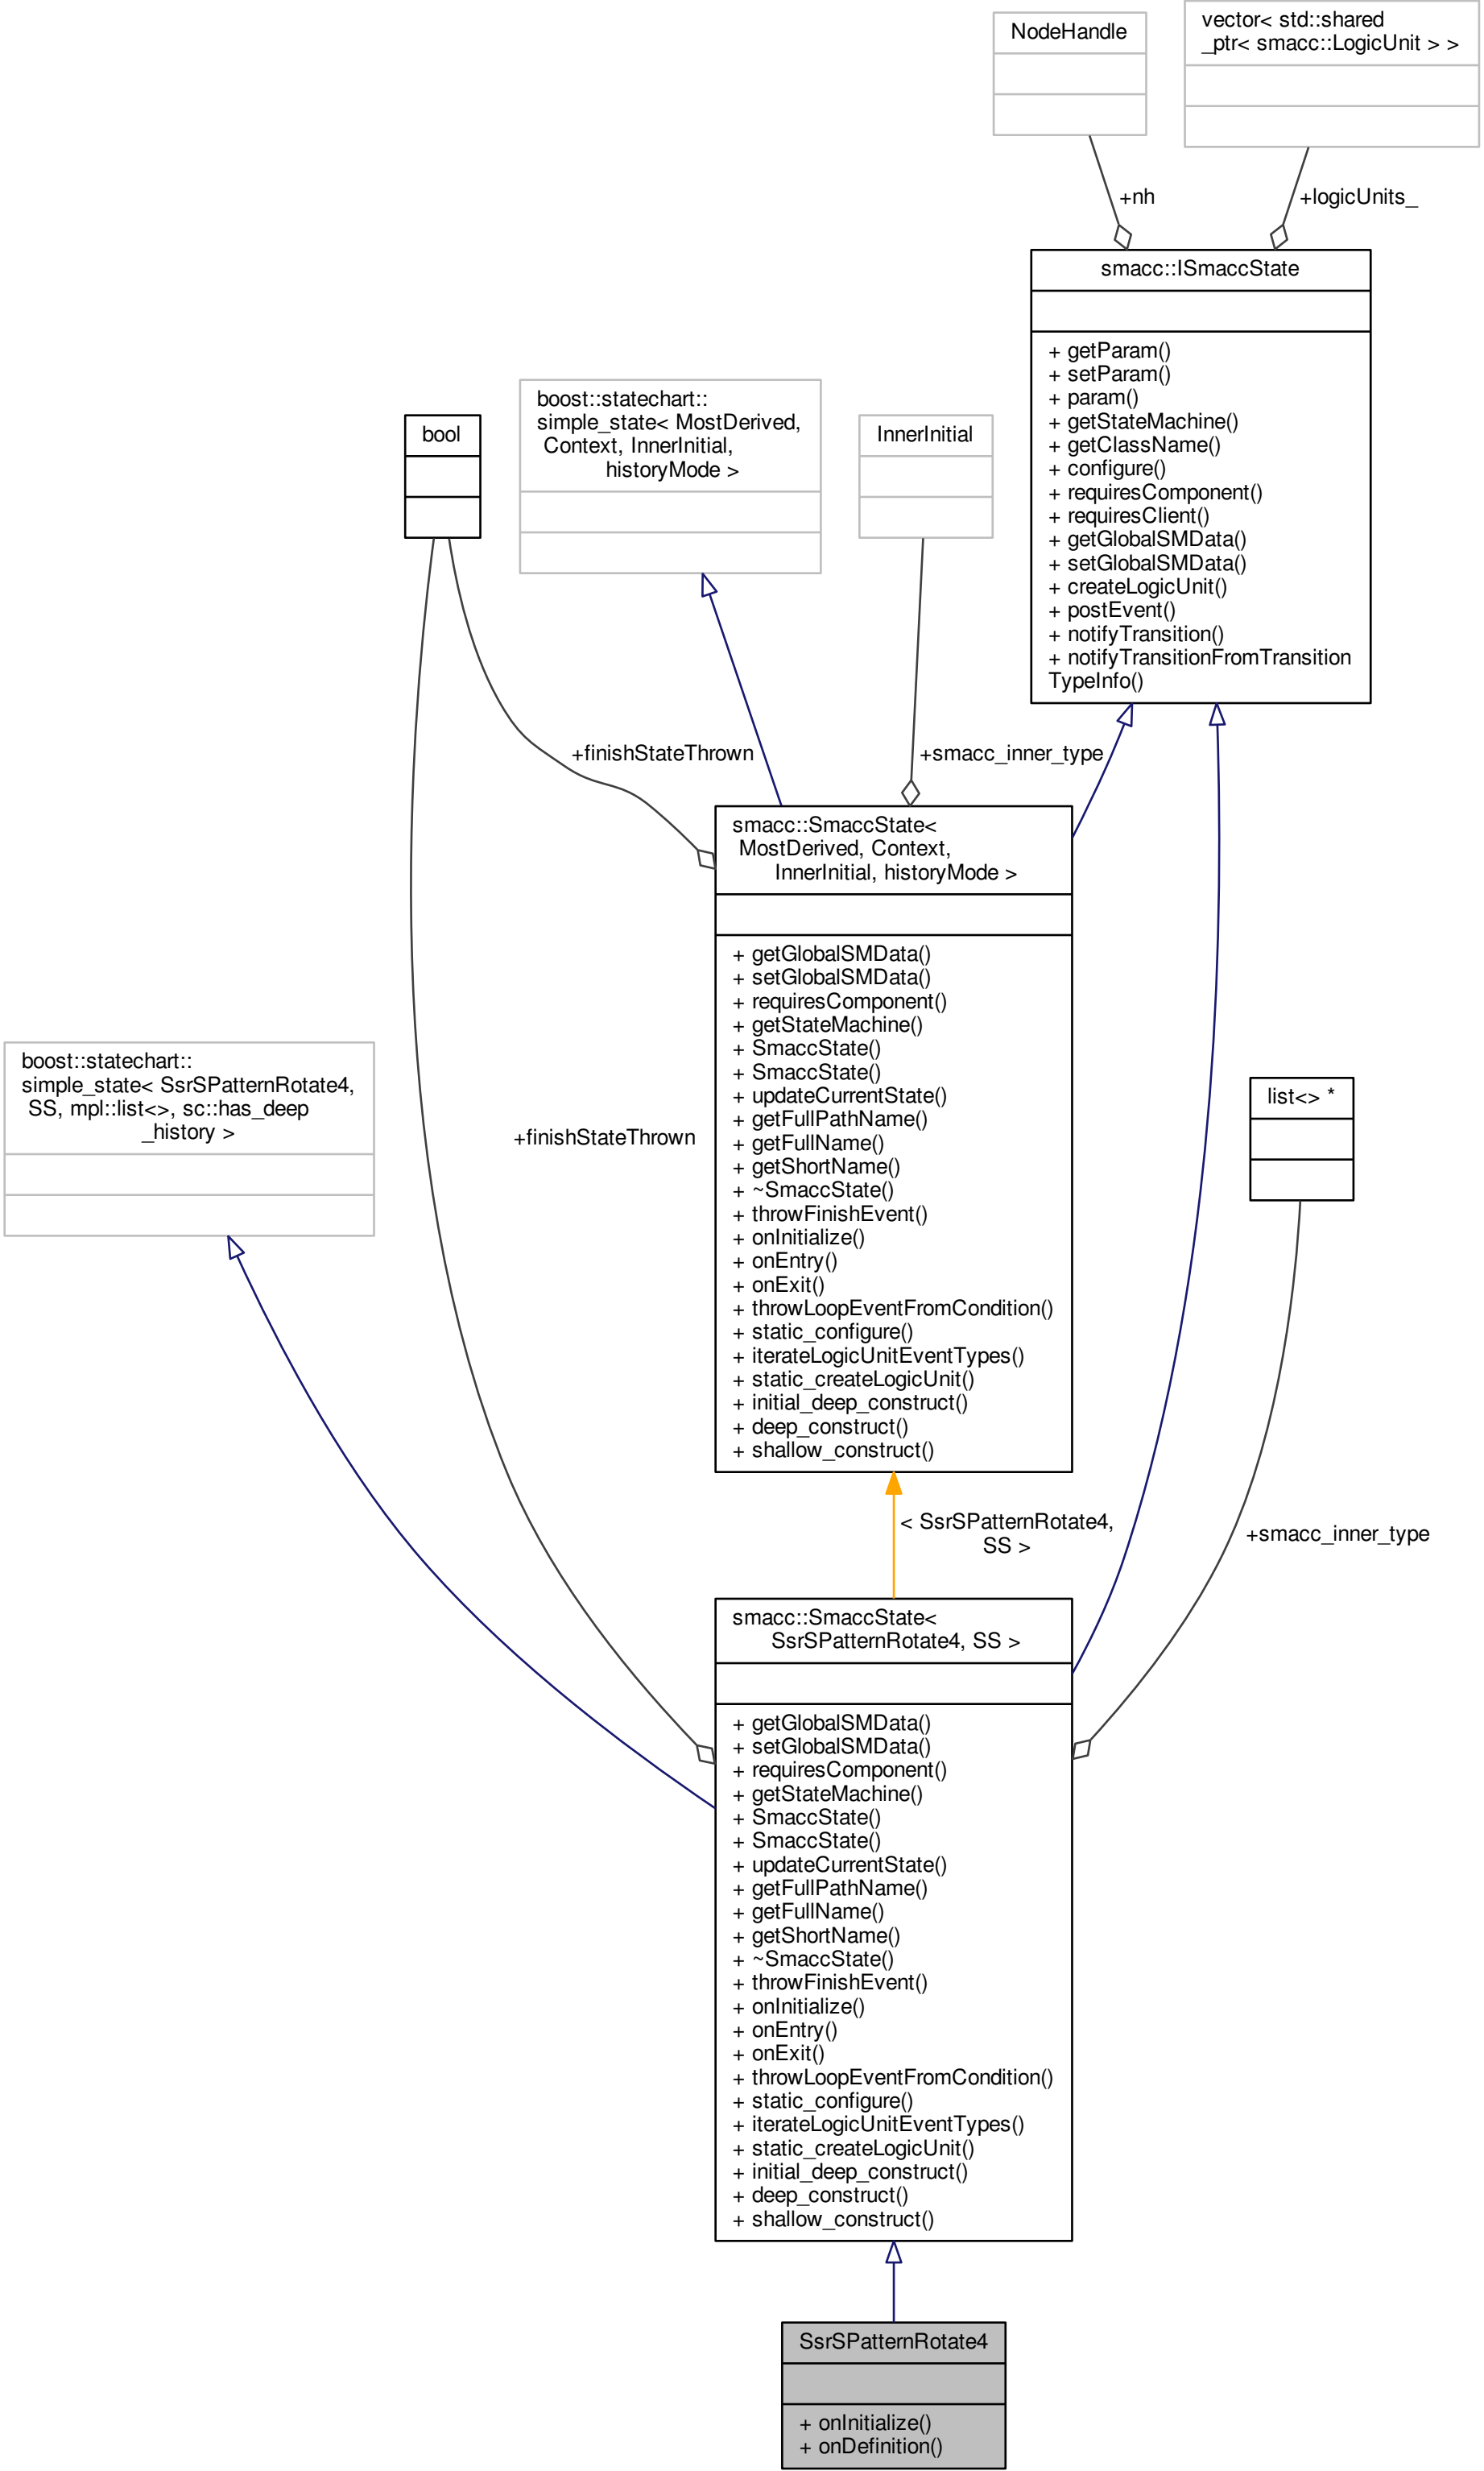 NodeHandle
vector< std::shared
_ptr< smacc::LogicUnit > >
+nh
+logicUnits_
smacc::ISmaccState
+ getParam()
+ setParam()
+ param()
+ getStateMachine()
+ getClassName()
+ configure()
+ requiresComponent()
+ requiresClient()
+ getGlobalSMData()
+ setGlobalSMData()
+ createLogicUnit()
+ postEvent()
+ notifyTransition()
+ notifyTransitionFromTransition
TypeInfo()
bool
boost::statechart::
simple_state< MostDerived,
Context, InnerInitial,
historyMode >
InnerInitial
+finishStateThrown
+smacc_inner_type
smacc::SmaccState<
MostDerived, Context,
InnerInitial, historyMode >
+ getGlobalSMData()
+ setGlobalSMData()
+ requiresComponent()
+ getStateMachine()
+ SmaccState()
+ SmaccState()
+ updateCurrentState()
+ getFullPathName()
+ getFullName()
+ getShortName()
+ ~SmaccState()
+ throwFinishEvent()
+ onInitialize()
+ onEntry()
+ onExit()
+ throwLoopEventFromCondition()
+ static_configure()
+ iterateLogicUnitEventTypes()
+ static_createLogicUnit()
+ initial_deep_construct()
+ deep_construct()
+ shallow_construct()
boost::statechart::
simple_state< SsrSPatternRotate4,
SS, mpl::list<>, sc::has_deep
_history >
+finishStateThrown
list<> *
< SsrSPatternRotate4,
SS >
+smacc_inner_type
smacc::SmaccState<
SsrSPatternRotate4, SS >
+ getGlobalSMData()
+ setGlobalSMData()
+ requiresComponent()
+ getStateMachine()
+ SmaccState()
+ SmaccState()
+ updateCurrentState()
+ getFullPathName()
+ getFullName()
+ getShortName()
+ ~SmaccState()
+ throwFinishEvent()
+ onInitialize()
+ onEntry()
+ onExit()
+ throwLoopEventFromCondition()
+ static_configure()
+ iterateLogicUnitEventTypes()
+ static_createLogicUnit()
+ initial_deep_construct()
+ deep_construct()
+ shallow_construct()
SsrSPatternRotate4
+ onInitialize()
+ onDefinition()